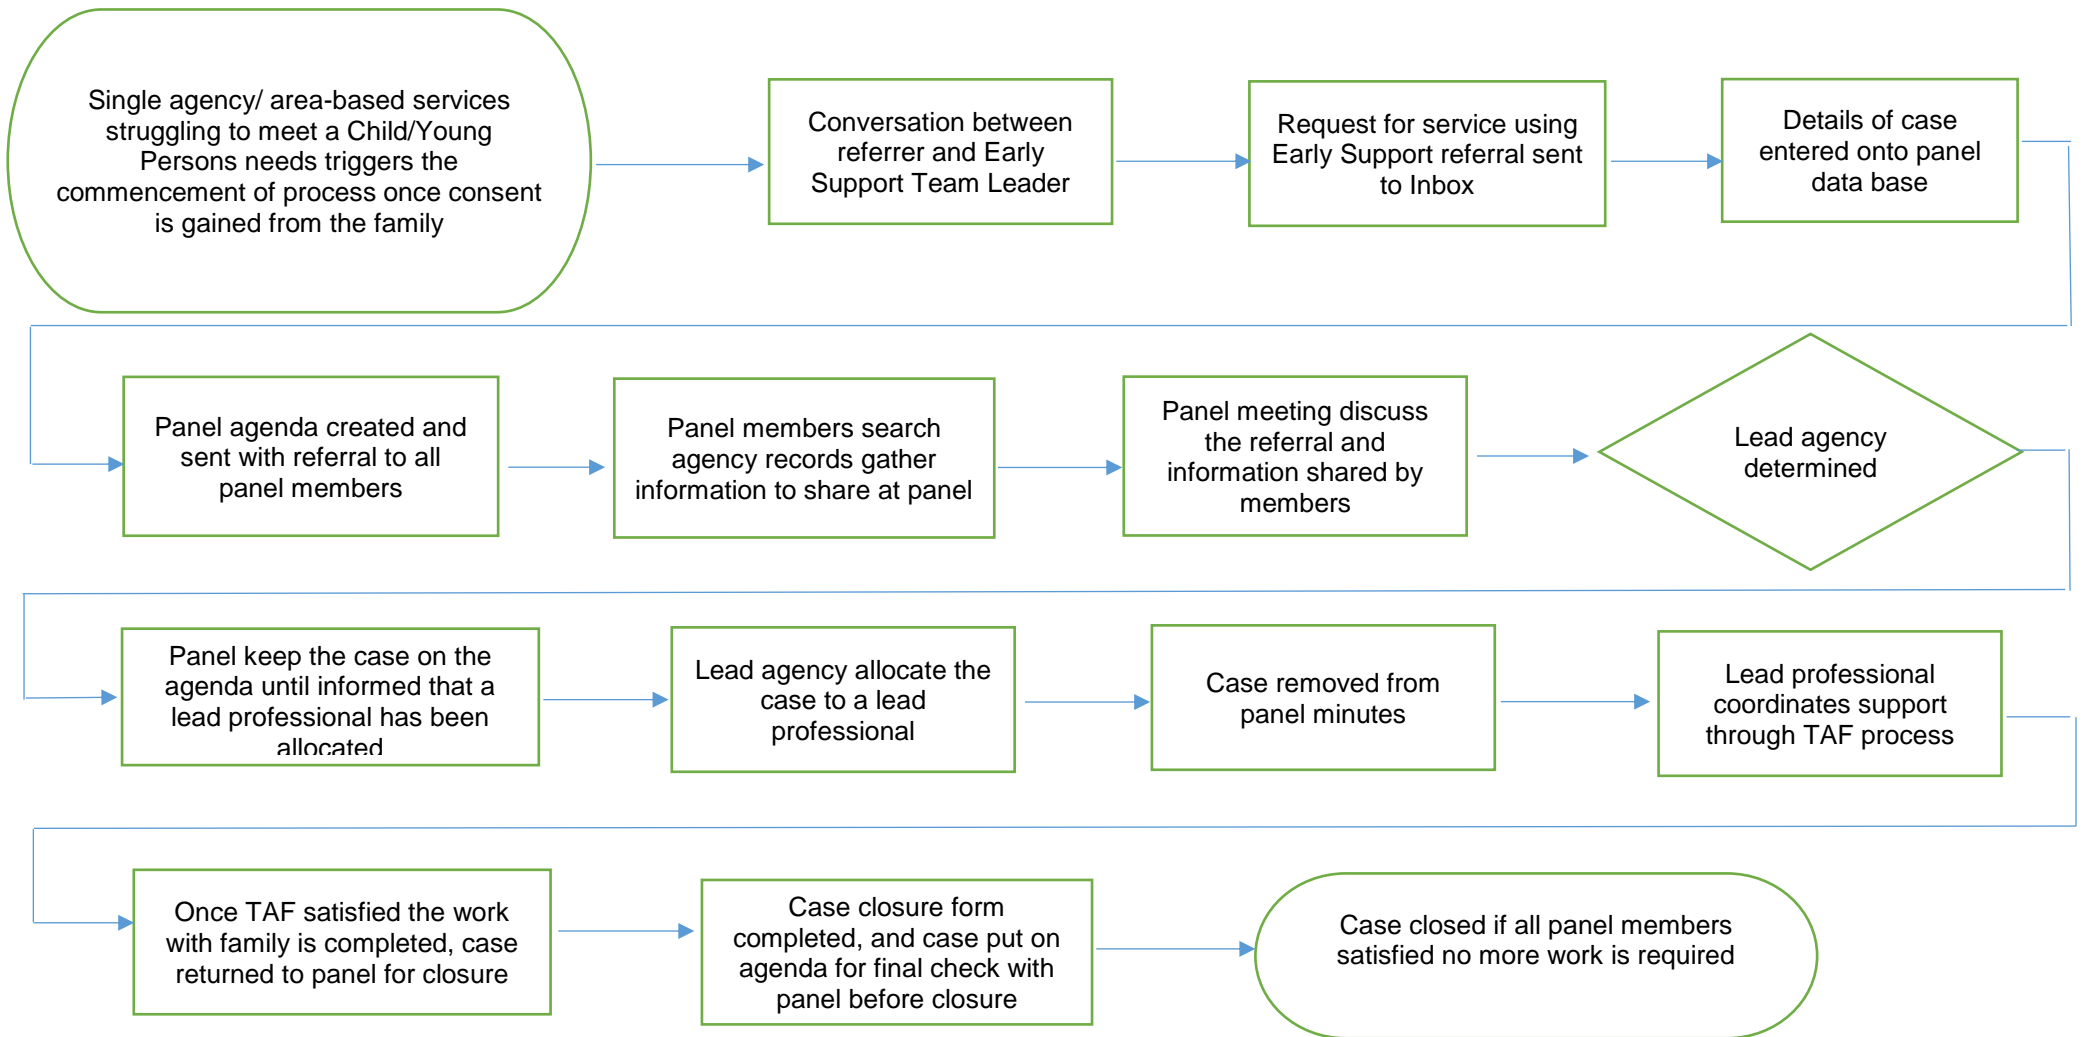 Single agency/ area-based services
struggling to meet a Child/Young
Persons needs triggers the
commencement of process once consent
is gained from the family
Conversation between
referrer and Early
Support Team Leader
Request for service using
Early Support referral sent
to Inbox
Details of case
entered onto panel
data base
Panel agenda created and
sent with referral to all
panel members
Panel members search
agency records gather
information to share at panel
Panel meeting discuss
the referral and
information shared by
members
Lead agency
determined
Panel keep the case on the
agenda until informed that a
lead professional has been
allocated
Lead agency allocate the
case to a lead
professional
Case removed from
panel minutes
Lead professional
coordinates support
through TAF process
Once TAF satisfied the work
with family is completed, case
returned to panel for closure
Case closure form
completed, and case put on
agenda for final check with
panel before closure
Case closed if all panel members
satisfied no more work is required